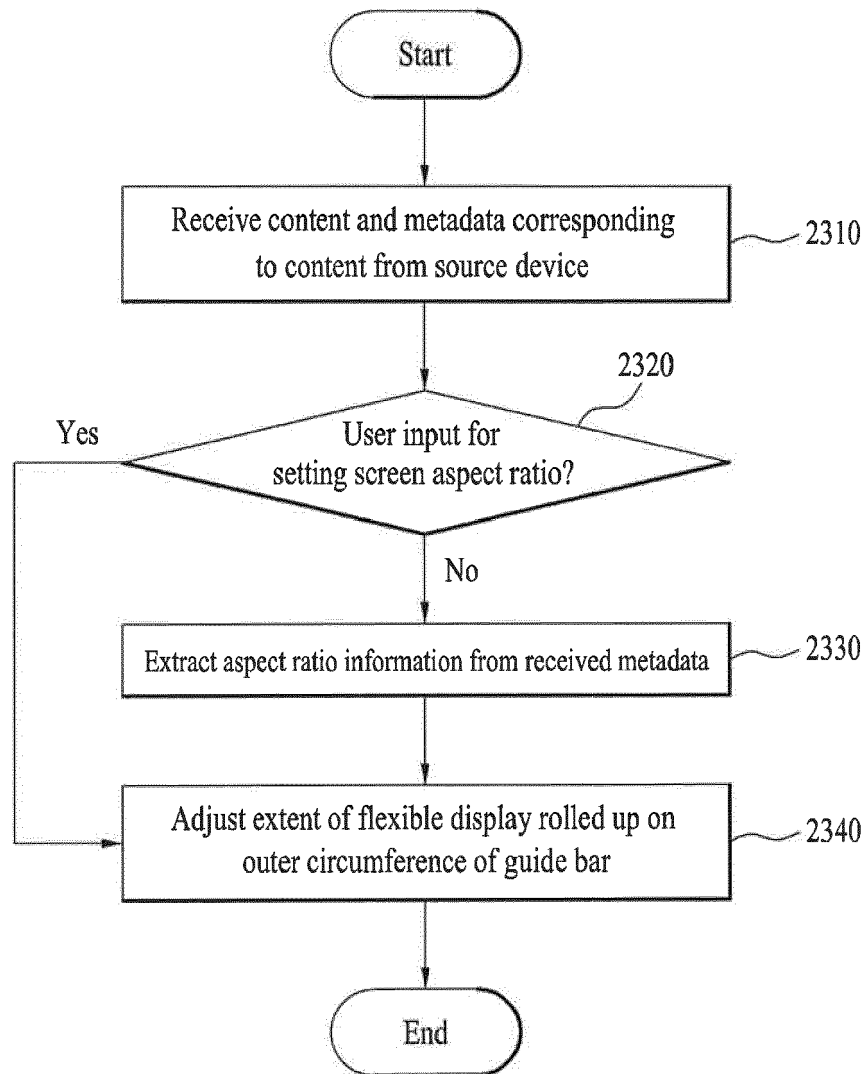 Start
Receive content and metadata corresponding
to content from source device
2310
2320
Yes
User input for
setting screen aspect ratio?
No
Extract aspect ratio information from received metadata
2330
Adjust extent of flexible display rolled up on
outer circumference of guide bar
2340
End